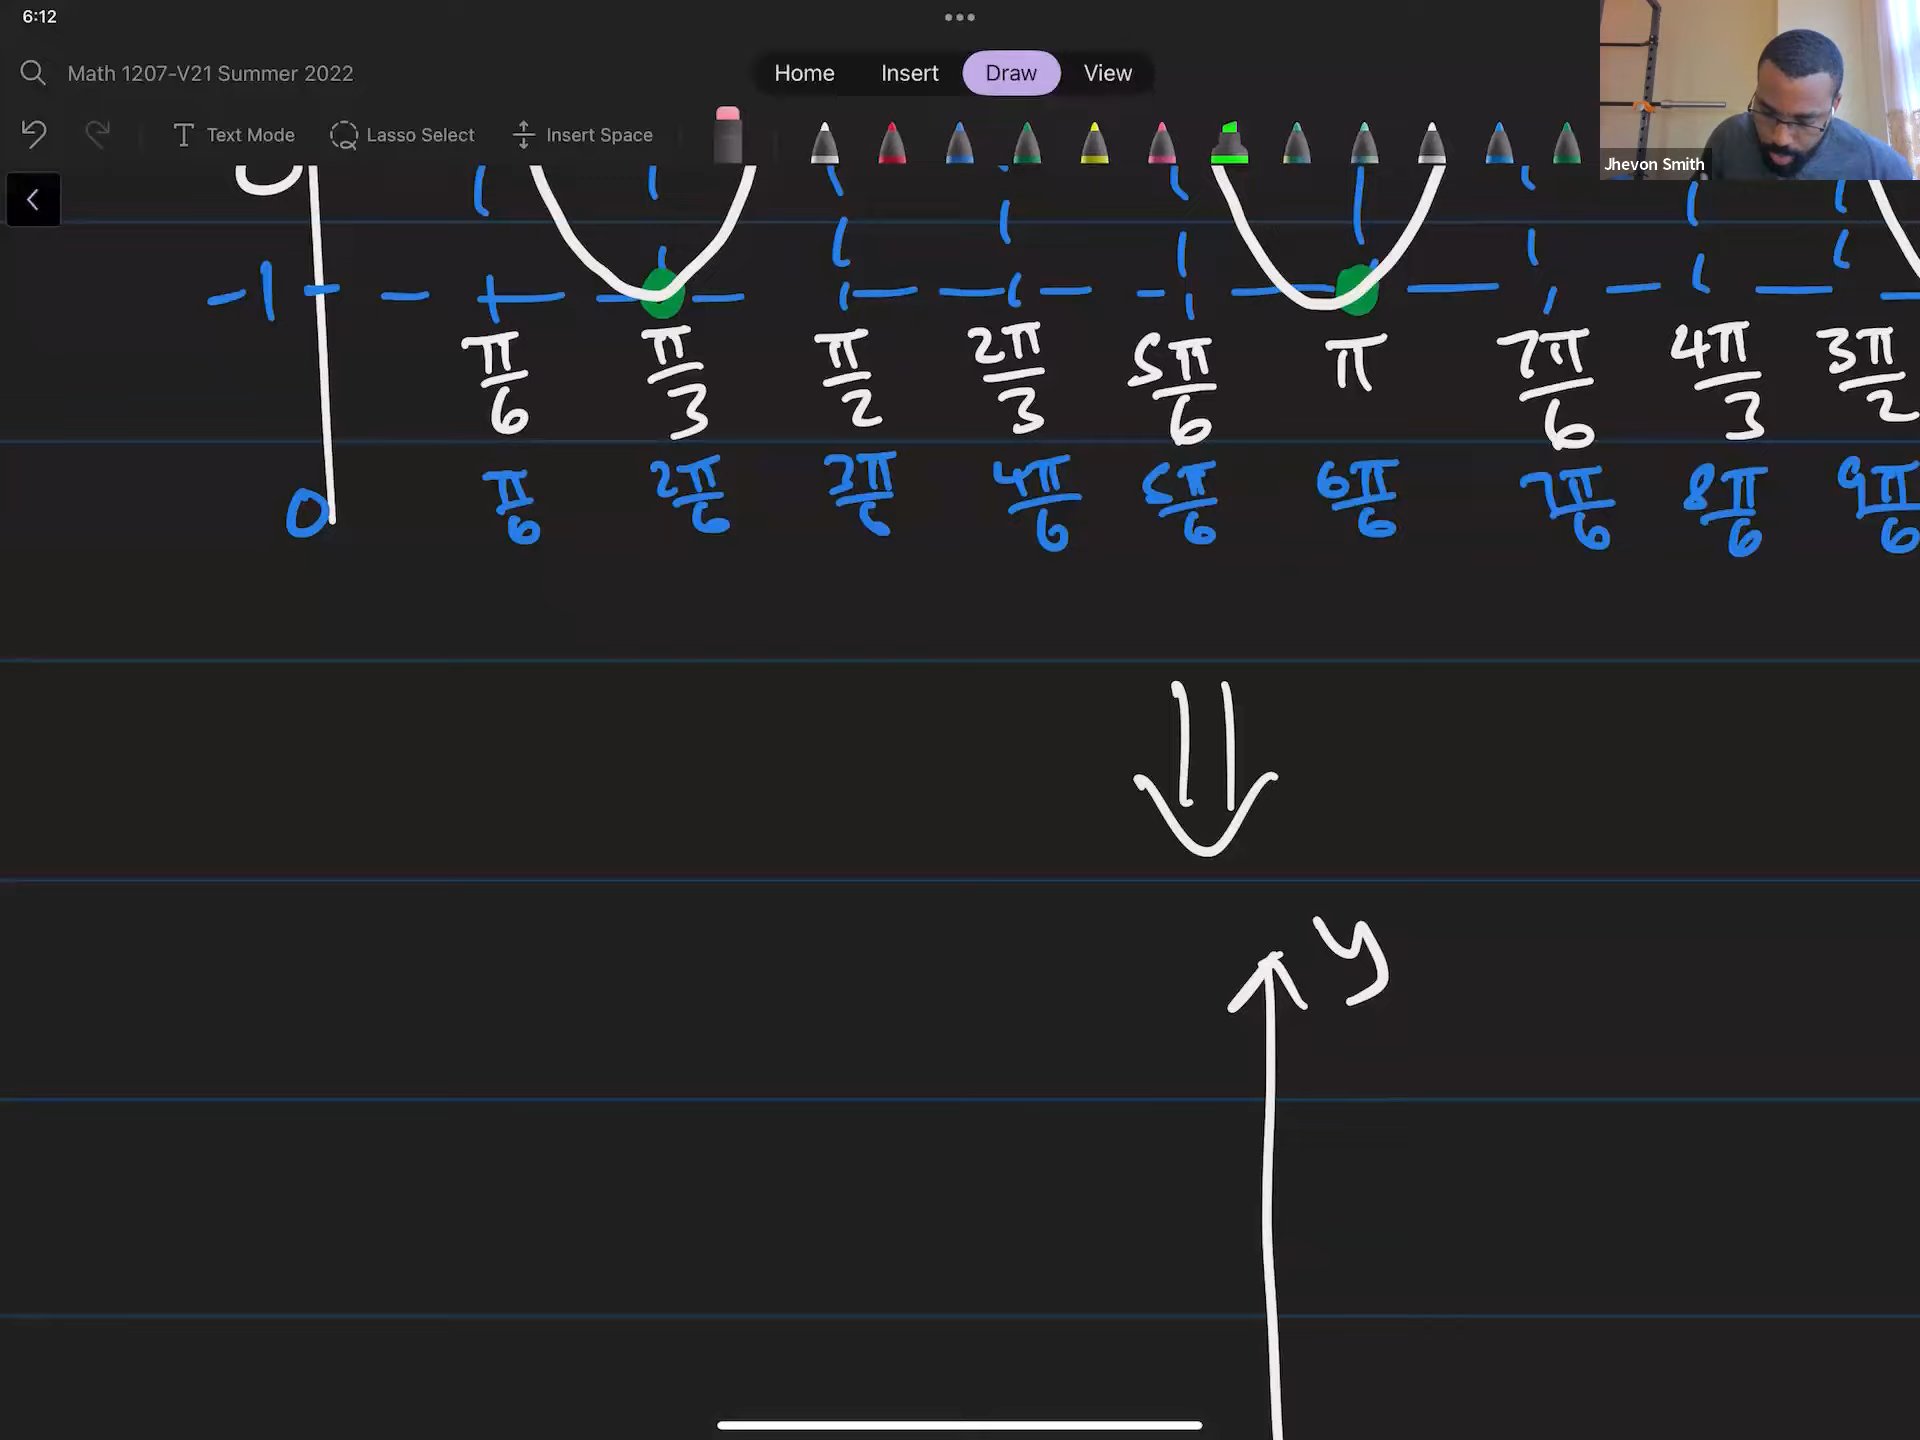 6:12
Math 1207-V21 Summer 2022
Home Insert Draw View
Text Mode Lasso Select Insert Space
Jhevon Smith
-1
π/6 π/3 π/2 2π/3 5π/6 π 7π/6 4π/3 3π/2
0 π/6 2π/6 3π/6 4π/6 5π/6 6π/6 7π/6 8π/6 9π/6
y